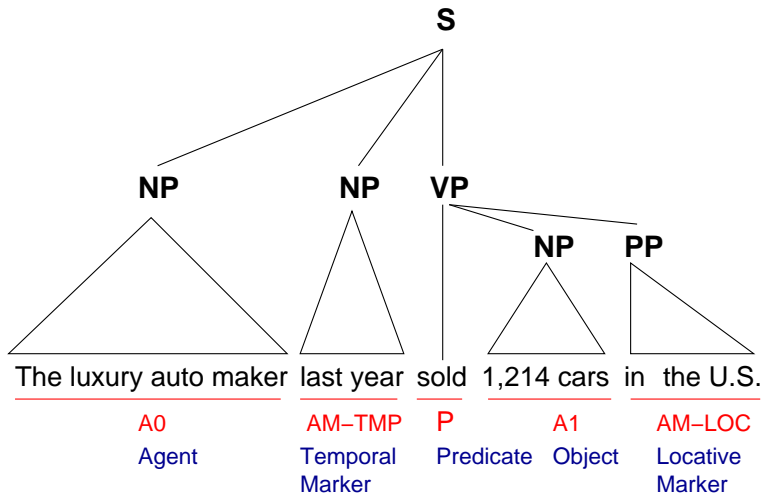 S
NP NP VP
NP PP
The luxury auto maker last year sold 1,214 cars in the U.S.
A0 AM−TMP P A1 AM−LOC
Agent Temporal Predicate Object Locative
Marker Marker